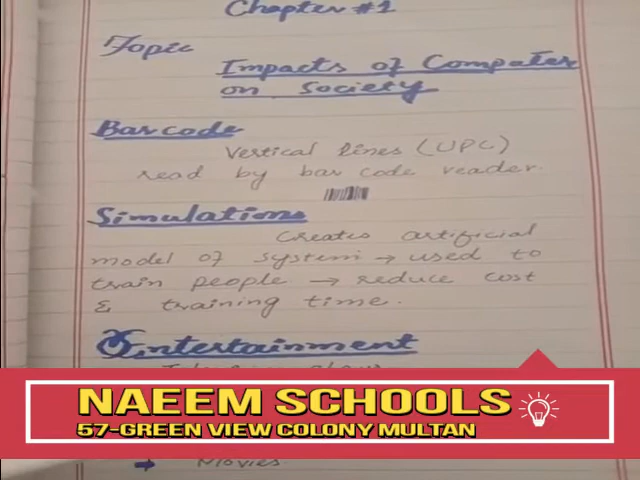 Chapter #1
Topic
Impacts of Computer
on Society
Barcode
Vertical lines (UPC)
read by bar code reader.
Simulations
Creates artificial
model of system → used to
train people → reduce cost
& training time.
Entertainment
NAEEM SCHOOLS
57-GREEN VIEW COLONY MULTAN
→ Movies